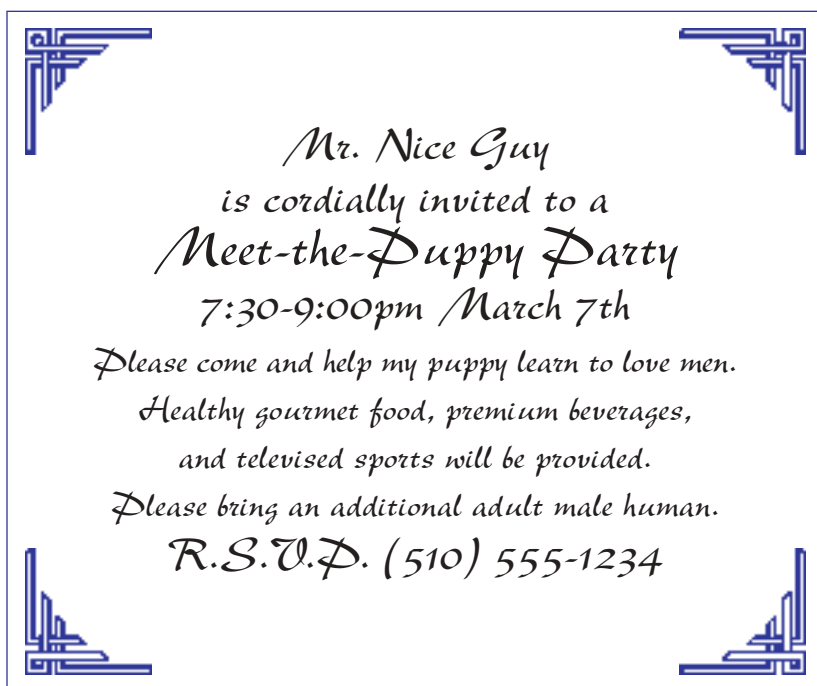 Mr. Nice Guy
is cordially invited to a
Meet-the-Puppy Party
7:30-9:00pm March 7th
Please come and help my puppy learn to love men.
Healthy gourmet food, premium beverages,
and televised sports will be provided.
Please bring an additional adult male human.
R.S.V.P. (510) 555-1234